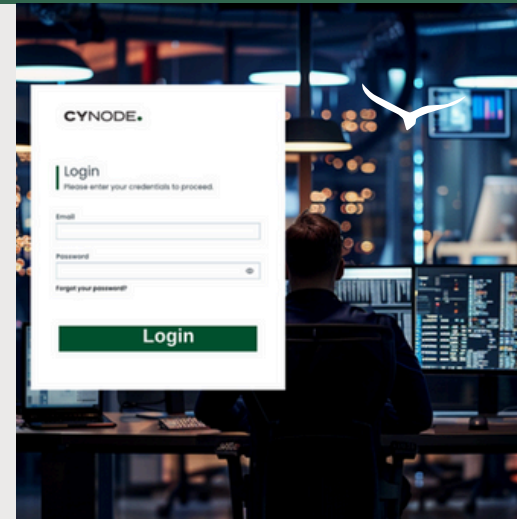 CYNODE.
Login
Please enter your credentials to proceed.
Email
Password
Forgot your password?
Login